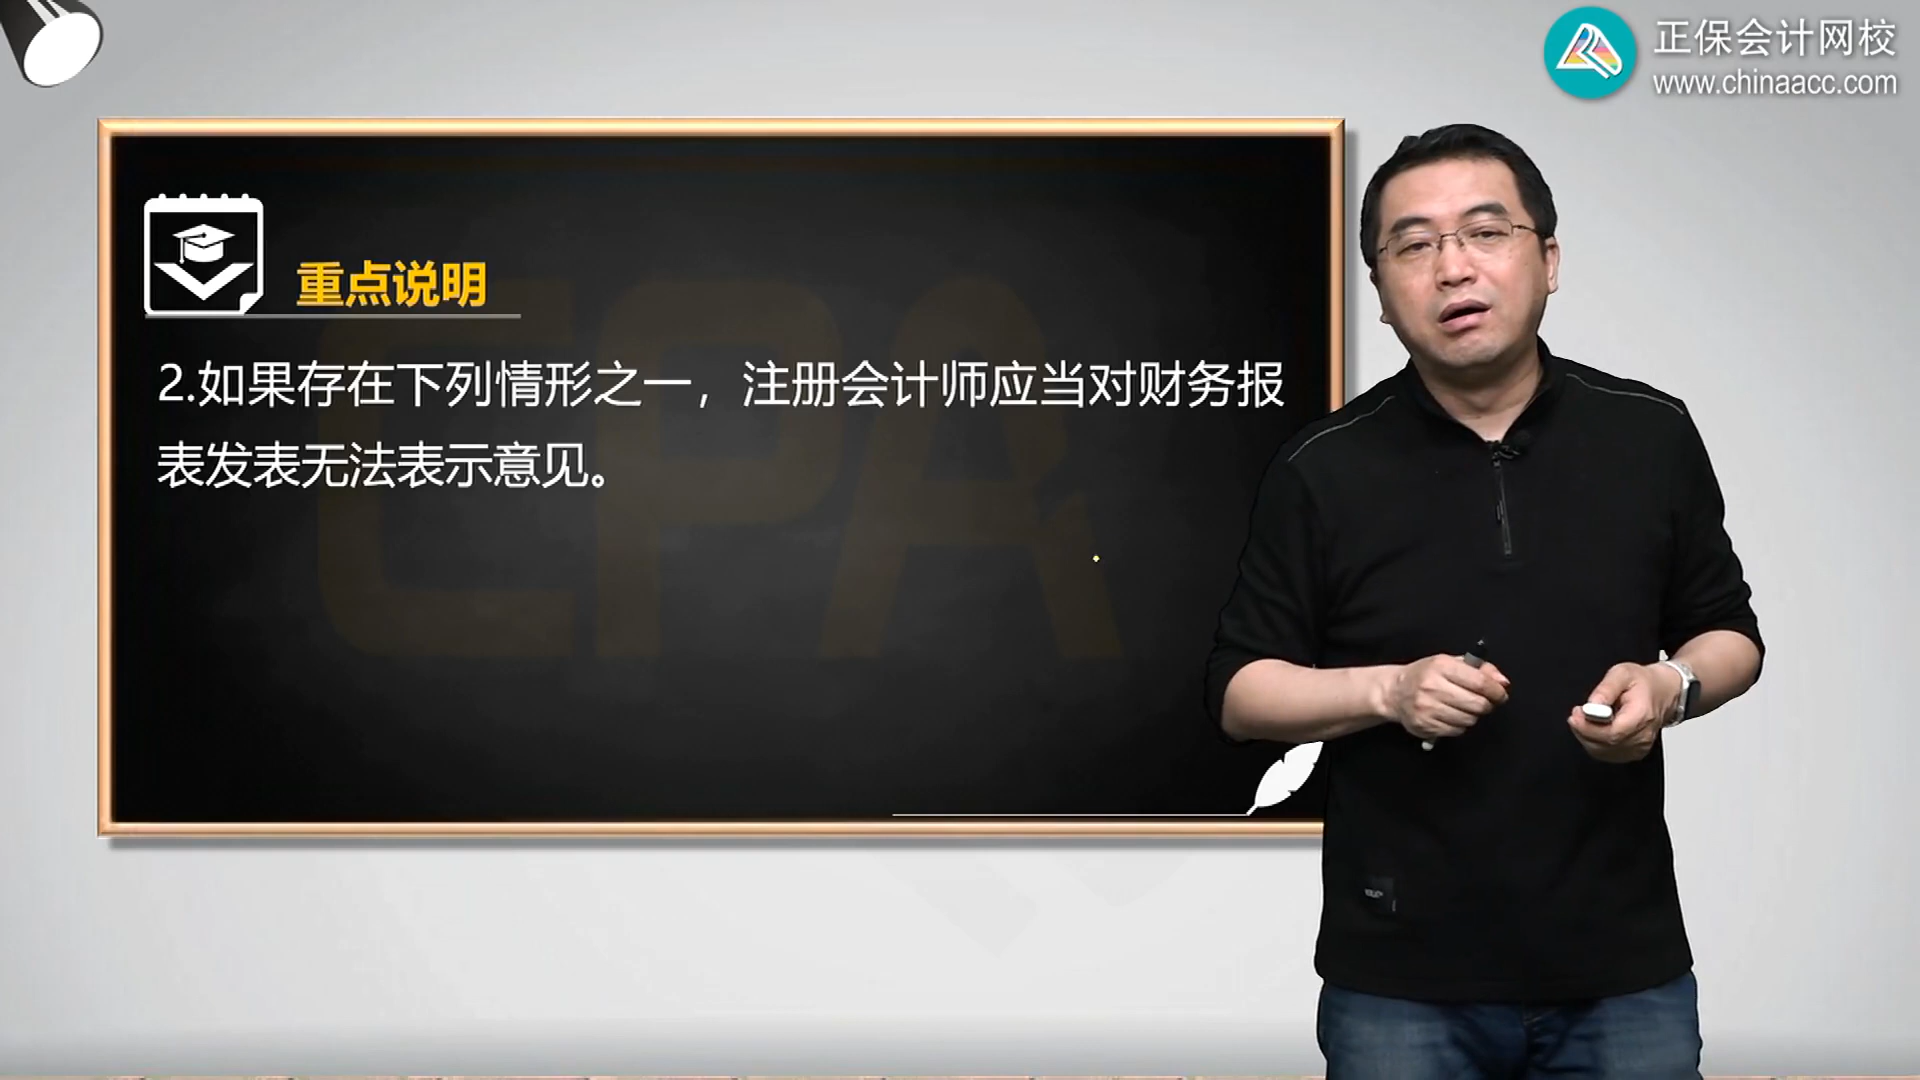 正保会计网校
www.chinaacc.com
重点说明
2.如果存在下列情形之一，注册会计师应当对财务报
表发表无法表示意见。
CPA